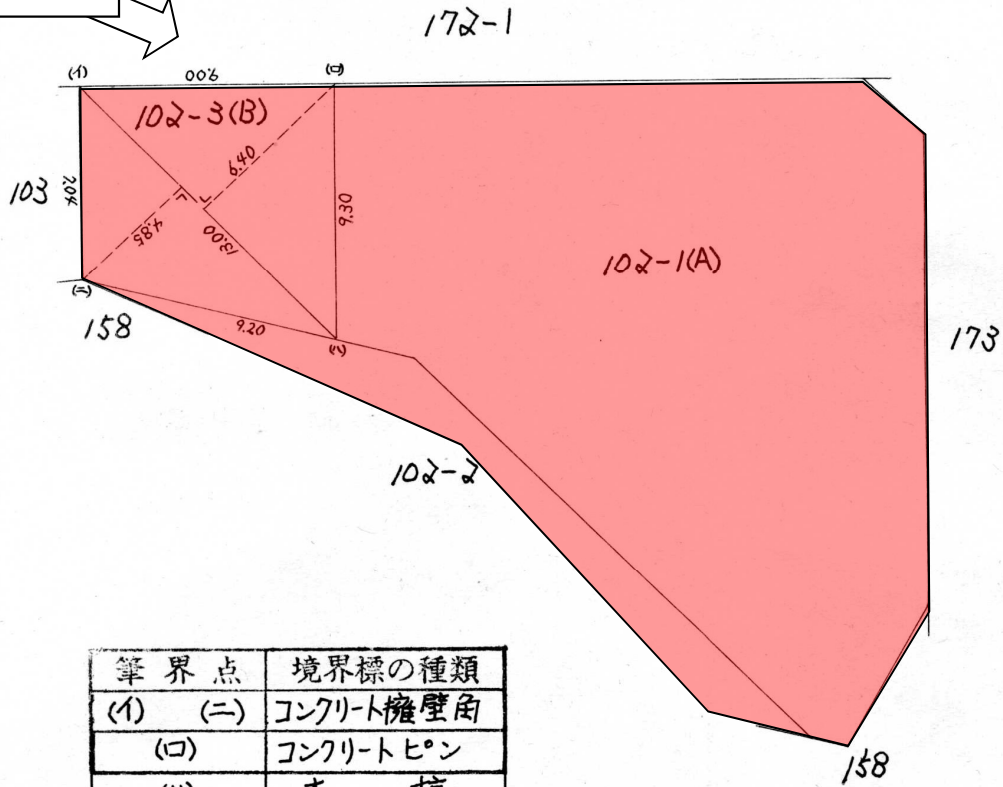 172-1
(イ) 9.00 (ロ)
102-3(B)
6.40
103
7.04
9.30
4.85
13.00
102-1(A)
(ニ)
9.20
(ハ)
158
173
102-2
158
筆界点 境界標の種類
(イ) (ニ) コンクリート擁壁角
(ロ) コンクリートピン